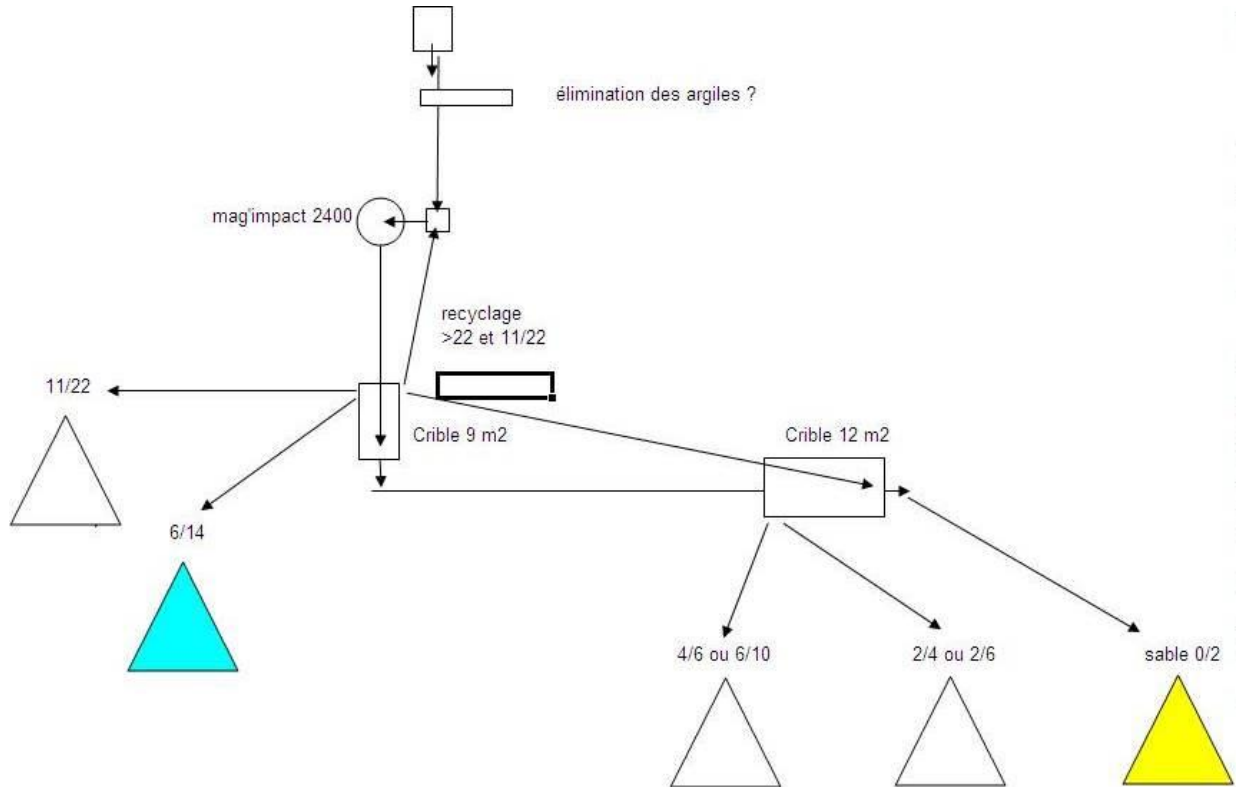 élimination des argiles ?
mag'impact 2400
recyclage
>22 et 11/22
11/22
Crible 9 m2
Crible 12 m2
6/14
4/6 ou 6/10
2/4 ou 2/6
sable 0/2